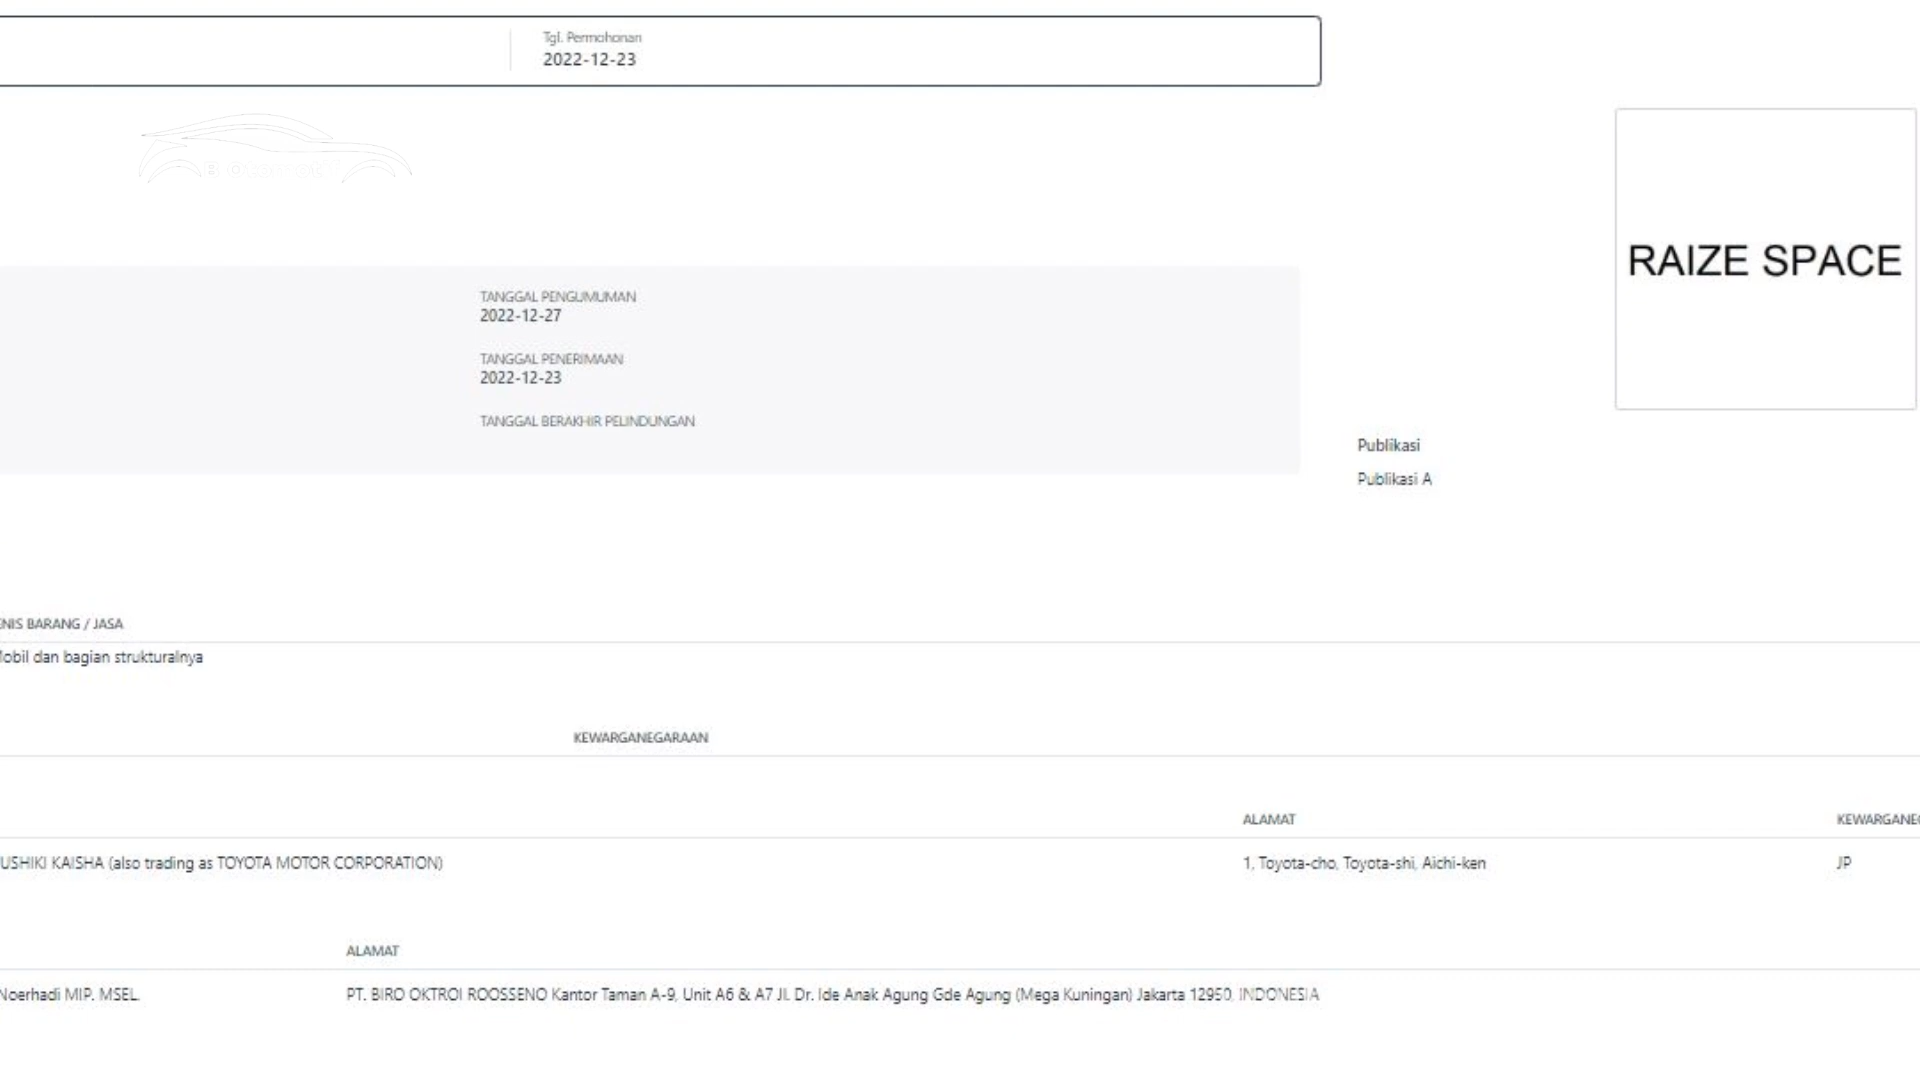 Tgl. Permohonan
2022-12-23
RAIZE SPACE
TANGGAL PENGUMUMAN
2022-12-27
TANGGAL PENERIMAAN
2022-12-23
TANGGAL BERAKHIR PELINDUNGAN
Publikasi
Publikasi A
ENIS BARANG / JASA
Mobil dan bagian strukturalnya
KEWARGANEGARAAN
ALAMAT KEWARGANEG
USHIKI KAISHA (also trading as TOYOTA MOTOR CORPORATION) 1, Toyota-cho, Toyota-shi, Aichi-ken JP
ALAMAT
Noerhadi MIP. MSEL. PT. BIRO OKTROI ROOSSENO Kantor Taman A-9, Unit A6 & A7 Jl. Dr. Ide Anak Agung Gde Agung (Mega Kuningan) Jakarta 12950, INDONESIA